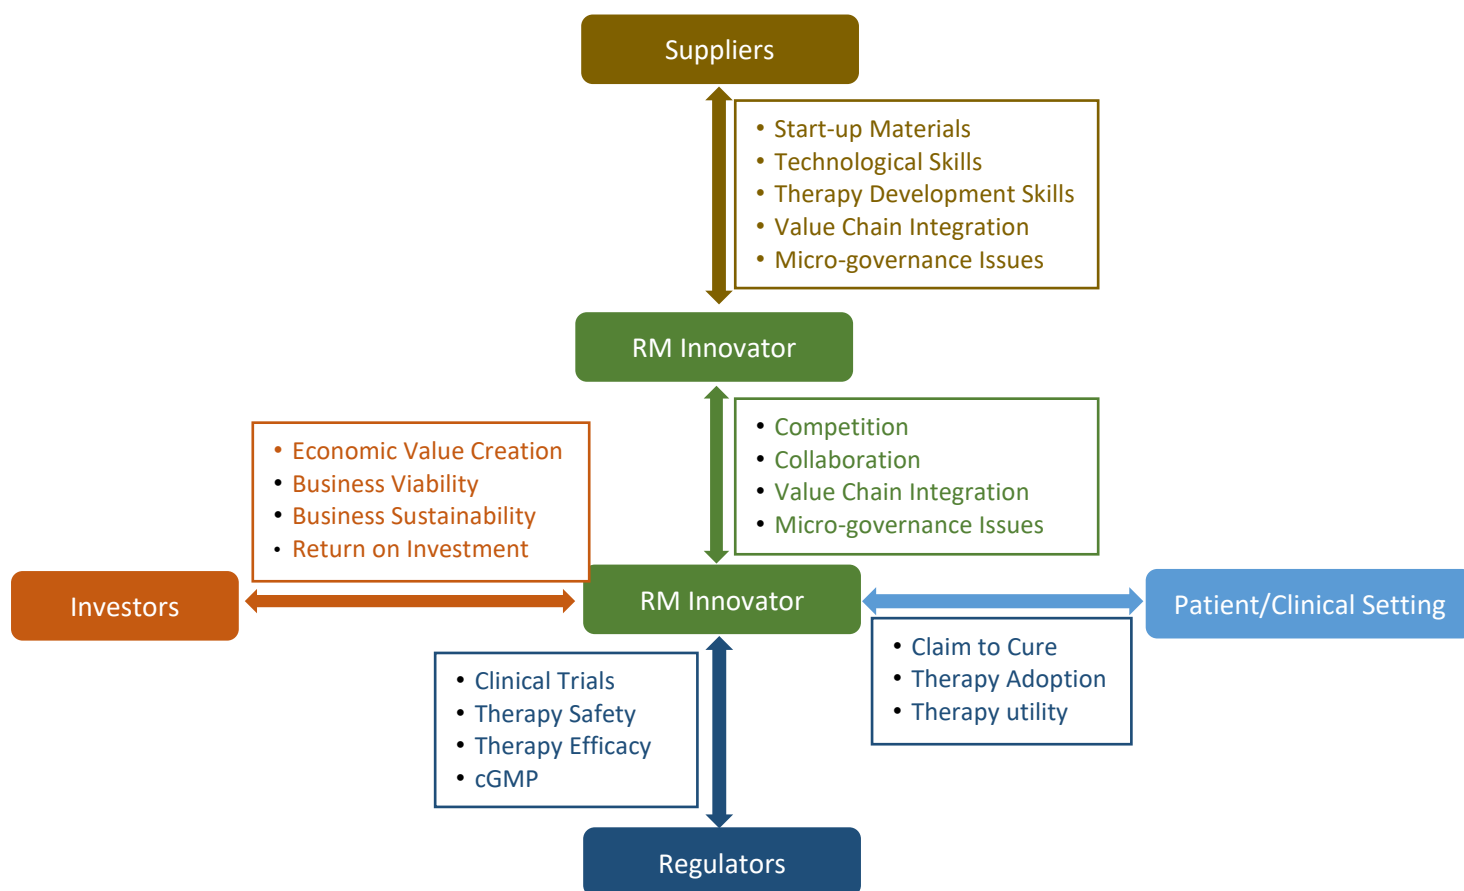 Suppliers
• Start-up Materials
• Technological Skills
• Therapy Development Skills
• Value Chain Integration
• Micro-governance Issues
RM Innovator
• Competition
• Collaboration
• Value Chain Integration
• Micro-governance Issues
• Economic Value Creation
• Business Viability
• Business Sustainability
• Return on Investment
Investors
RM Innovator
Patient/Clinical Setting
• Claim to Cure
• Therapy Adoption
• Therapy utility
• Clinical Trials
• Therapy Safety
• Therapy Efficacy
• cGMP
Regulators